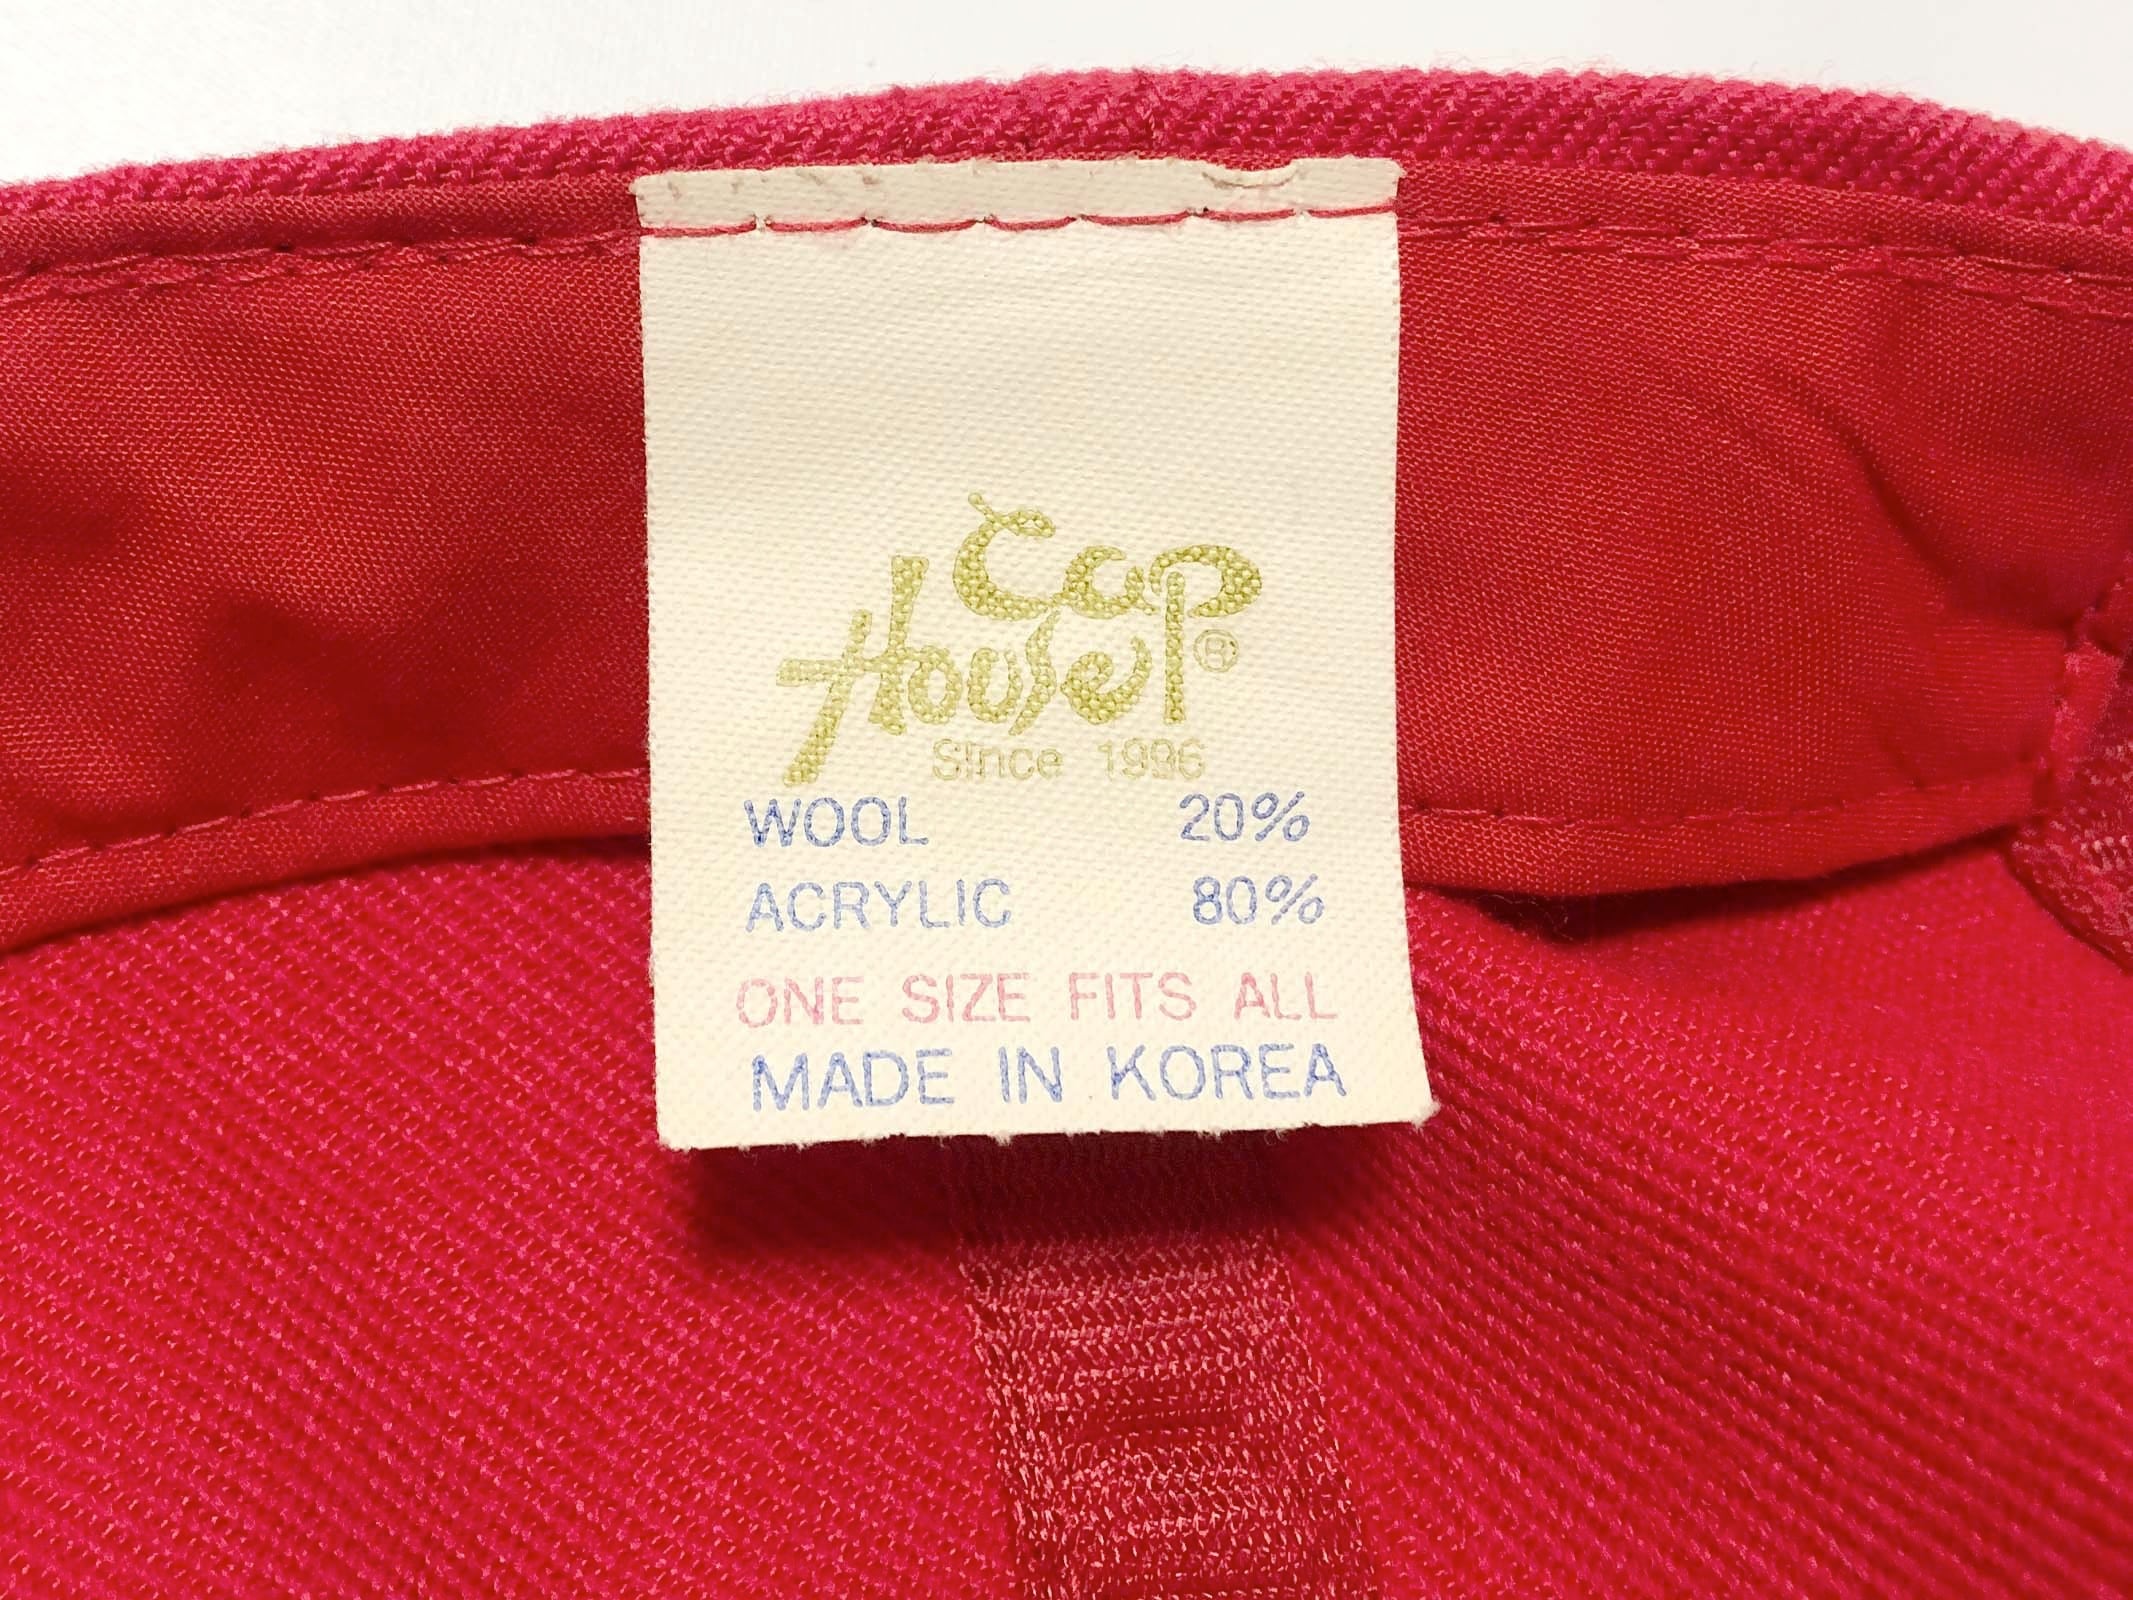 Cap
House ®
Since 1996
WOOL 20%
ACRYLIC 80%
ONE SIZE FITS ALL
MADE IN KOREA